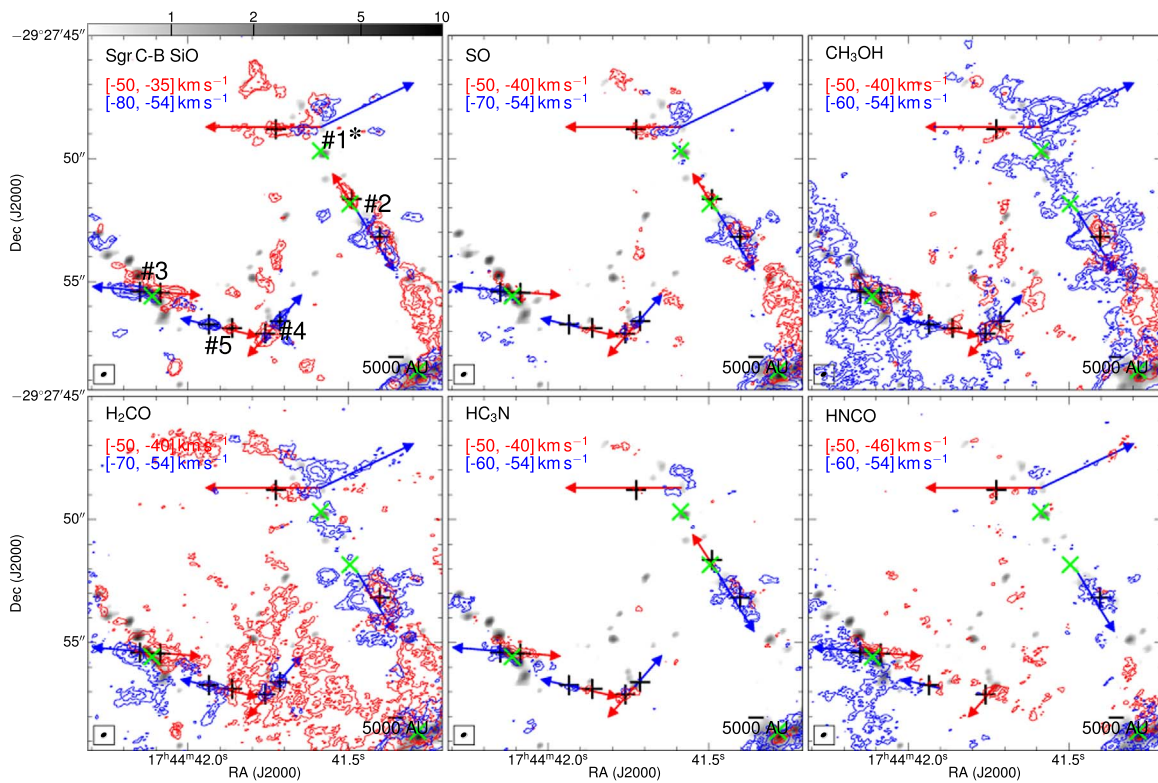 1 2 5 10
−29°27′45″
50″
55″
Dec (J2000)
Sgr C-B SiO
[-50, -35] km s⁻¹
[-80, -54] km s⁻¹
#1*
#2
#3
#4
#5
5000 AU
SO
[-50, -40] km s⁻¹
[-70, -54] km s⁻¹
5000 AU
CH₃OH
[-50, -40] km s⁻¹
[-60, -54] km s⁻¹
5000 AU
−29°27′45″
50″
55″
Dec (J2000)
H₂CO
[-50, -40] km s⁻¹
[-70, -54] km s⁻¹
5000 AU
HC₃N
[-50, -40] km s⁻¹
[-60, -54] km s⁻¹
5000 AU
HNCO
[-50, -46] km s⁻¹
[-60, -54] km s⁻¹
5000 AU
17ʰ44ᵐ42.0ˢ 41.5ˢ
RA (J2000)
17ʰ44ᵐ42.0ˢ 41.5ˢ
RA (J2000)
17ʰ44ᵐ42.0ˢ 41.5ˢ
RA (J2000)